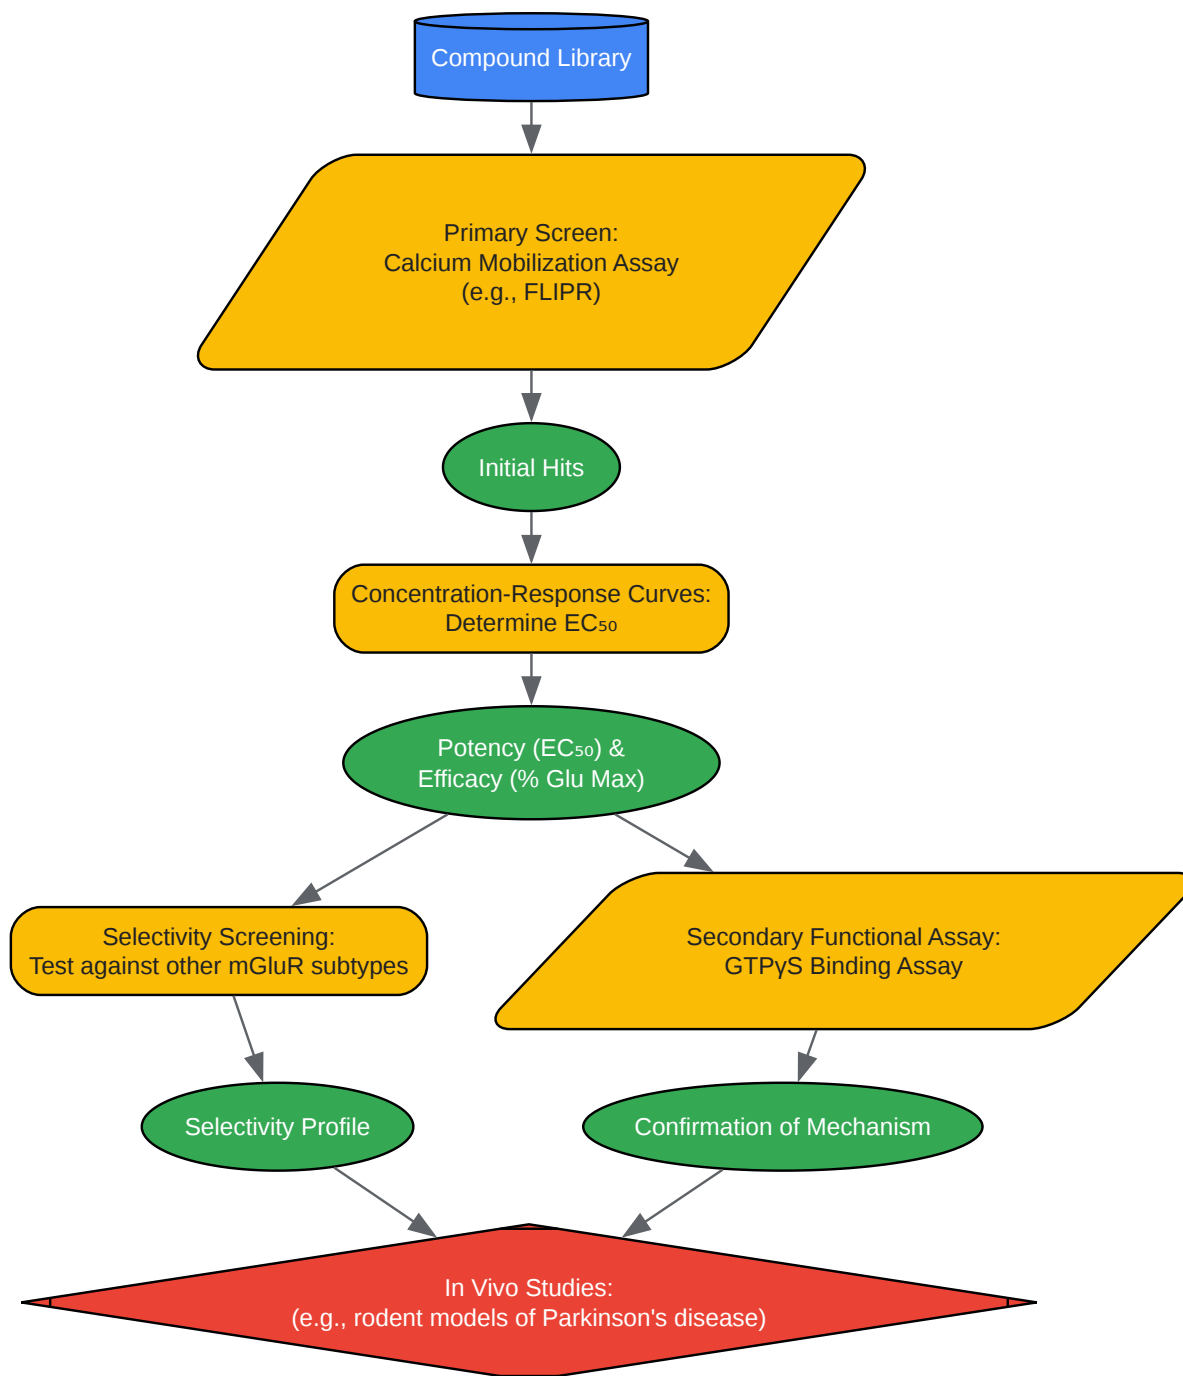 Compound Library
Primary Screen:
Calcium Mobilization Assay
(e.g., FLIPR)
Initial Hits
Concentration-Response Curves:
Determine EC₅₀
Potency (EC₅₀) &
Efficacy (% Glu Max)
Selectivity Screening:
Test against other mGluR subtypes
Secondary Functional Assay:
GTPγS Binding Assay
Selectivity Profile
Confirmation of Mechanism
In Vivo Studies:
(e.g., rodent models of Parkinson's disease)